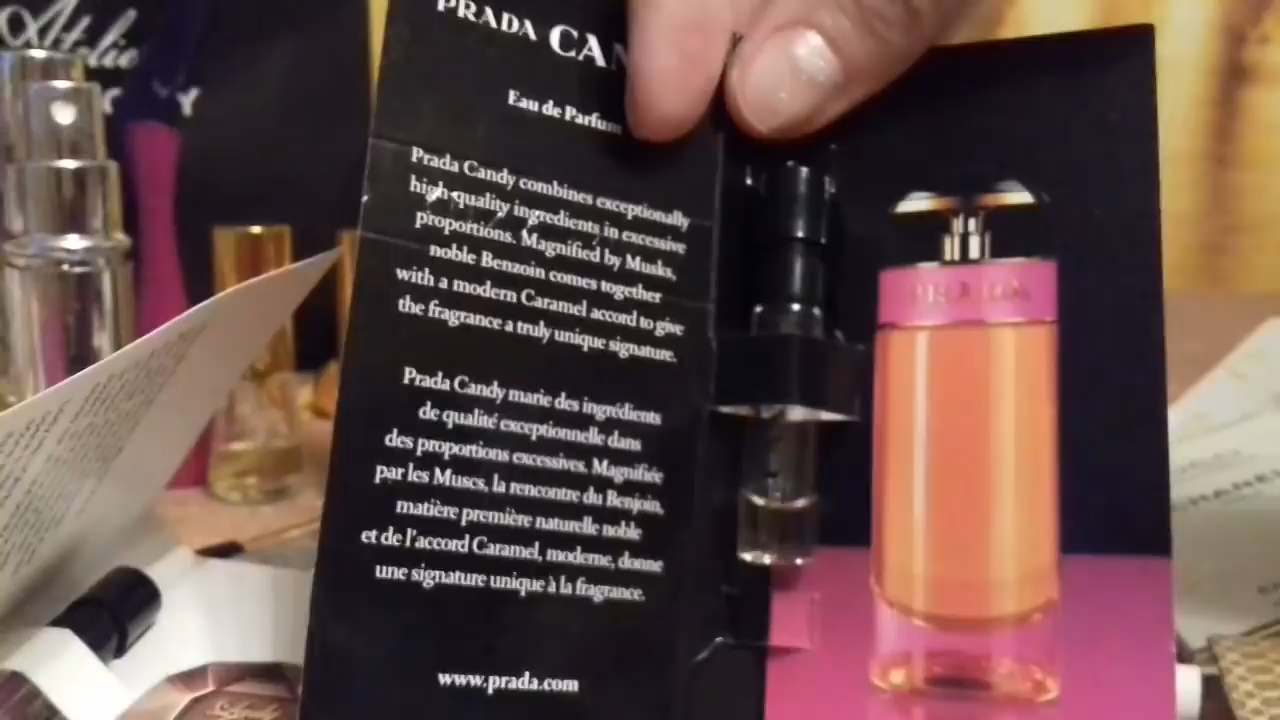 Atelie
PRADA CAN
Eau de Parfum
Prada Candy combines exceptionally
high-quality ingredients in excessive
proportions. Magnified by Musks,
noble Benzoin comes together
with a modern Caramel accord to give
the fragrance a truly unique signature.
Prada Candy marie des ingrédients
de qualité exceptionnelle dans
des proportions excessives. Magnifiée
par les Muscs, la rencontre du Benjoin,
matière première naturelle noble
et de l'accord Caramel, moderne, donne
une signature unique à la fragrance.
www.prada.com
PRADA
HANEL